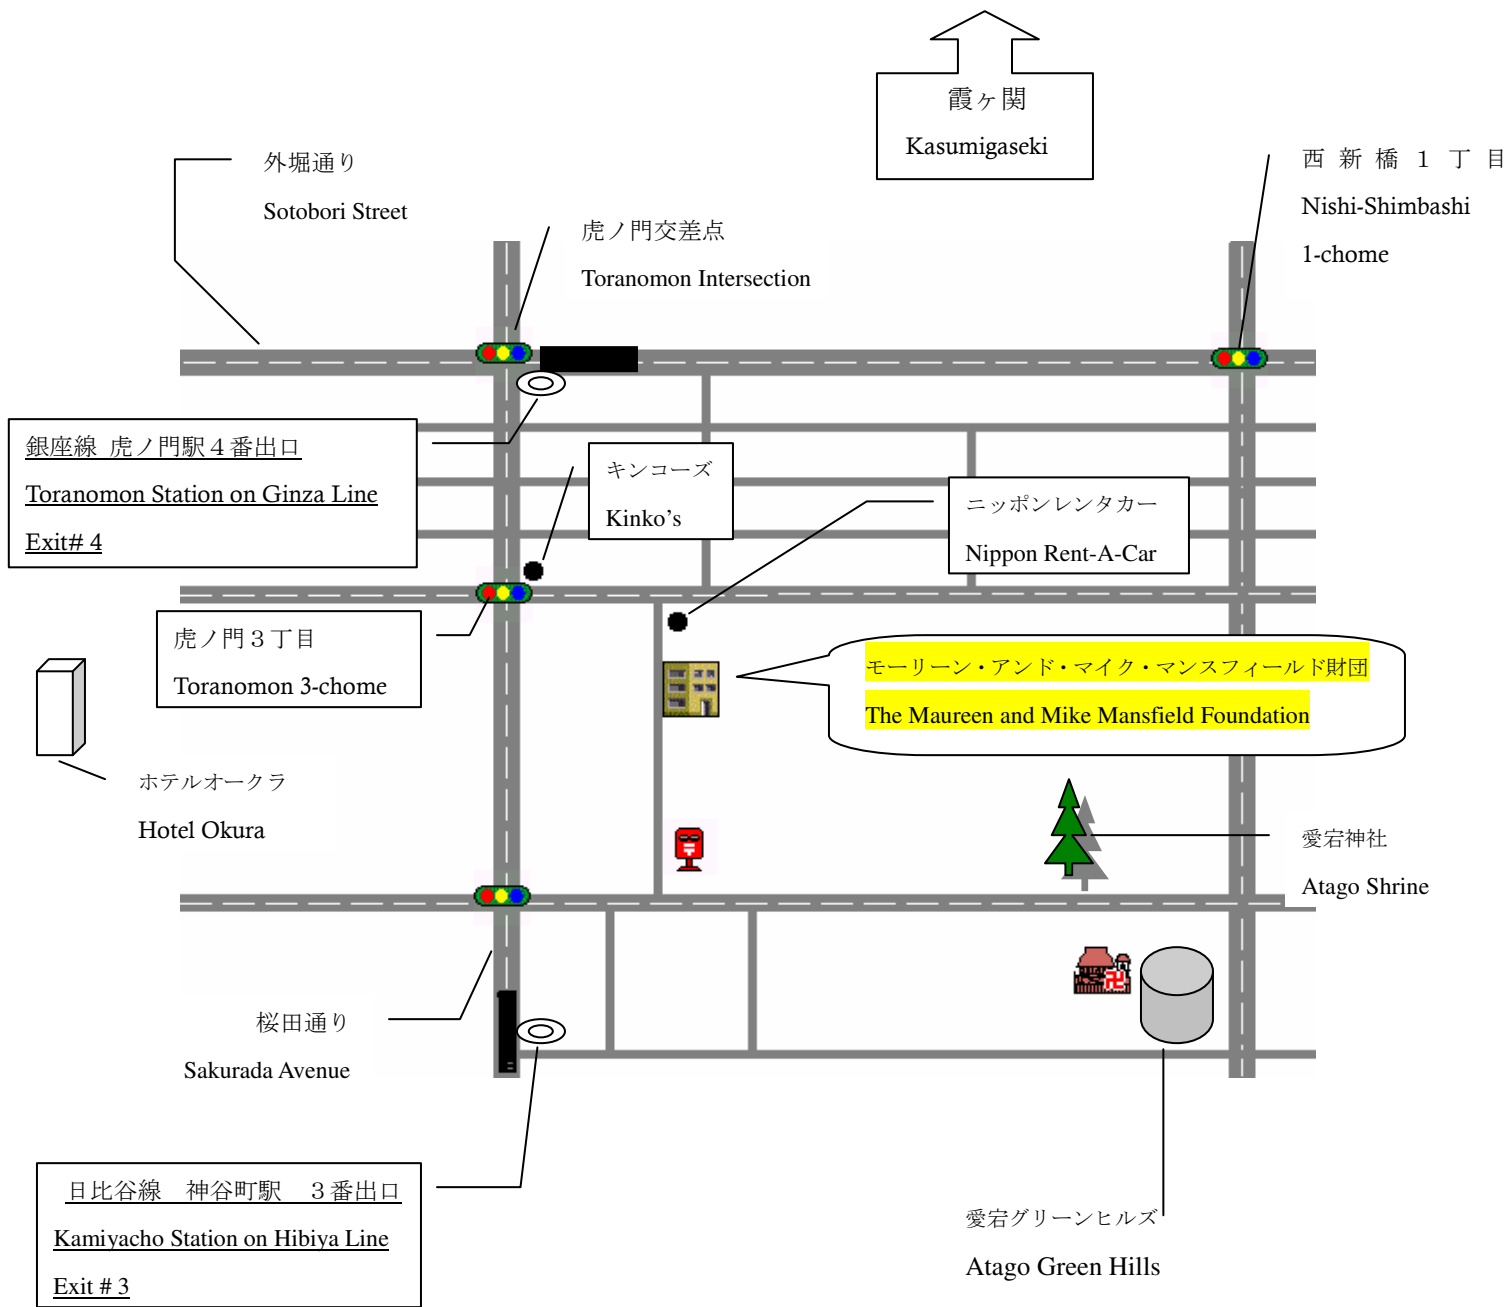 霞ヶ関
Kasumigaseki
外堀通り
Sotobori Street
虎ノ門交差点
Toranomon Intersection
西新橋１丁目
Nishi-Shimbashi
1-chome
銀座線 虎ノ門駅４番出口
Toranomon Station on Ginza Line
Exit# 4
キンコーズ
Kinko’s
ニッポンレンタカー
Nippon Rent-A-Car
虎ノ門３丁目
Toranomon 3-chome
モーリーン・アンド・マイク・マンスフィールド財団
The Maureen and Mike Mansfield Foundation
ホテルオークラ
Hotel Okura
〒
愛宕神社
Atago Shrine
卍
桜田通り
Sakurada Avenue
日比谷線　神谷町駅　３番出口
Kamiyacho Station on Hibiya Line
Exit # 3
愛宕グリーンヒルズ
Atago Green Hills